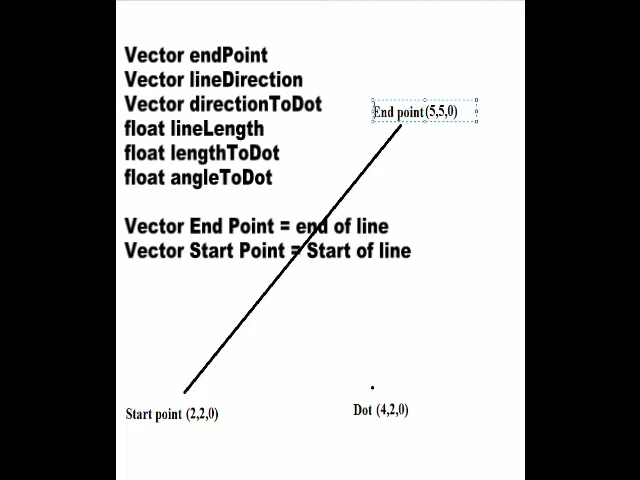 Vector endPoint
Vector lineDirection
Vector directionToDot
End point (5,5,0)
float lineLength
float lengthToDot
float angleToDot
Vector End Point = end of line
Vector Start Point = Start of line
Start point (2,2,0)
Dot (4,2,0)